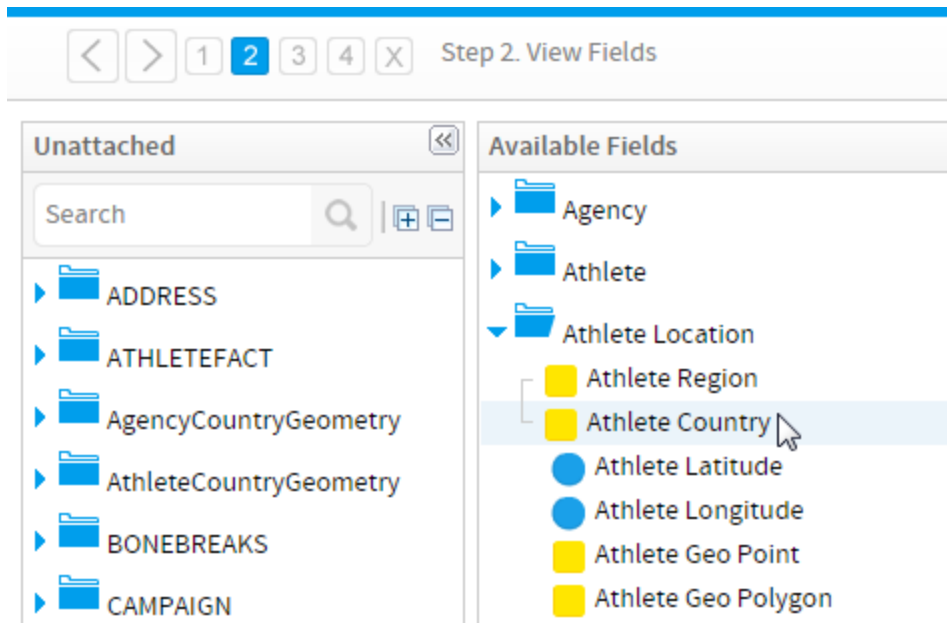 1 2 3 4 X Step 2. View Fields
Unattached
Search
ADDRESS
ATHLETEFACT
AgencyCountryGeometry
AthleteCountryGeometry
BONEBREAKS
CAMPAIGN
Available Fields
Agency
Athlete
Athlete Location
Athlete Region
Athlete Country
Athlete Latitude
Athlete Longitude
Athlete Geo Point
Athlete Geo Polygon